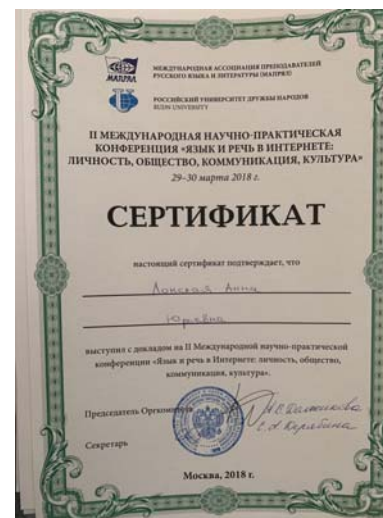 МАПРЯЛ
МЕЖДУНАРОДНАЯ АССОЦИАЦИЯ ПРЕПОДАВАТЕЛЕЙ
РУССКОГО ЯЗЫКА И ЛИТЕРАТУРЫ (МАПРЯЛ)
РОССИЙСКИЙ УНИВЕРСИТЕТ ДРУЖБЫ НАРОДОВ
RUDN UNIVERSITY
II МЕЖДУНАРОДНАЯ НАУЧНО-ПРАКТИЧЕСКАЯ
КОНФЕРЕНЦИЯ «ЯЗЫК И РЕЧЬ В ИНТЕРНЕТЕ:
ЛИЧНОСТЬ, ОБЩЕСТВО, КОММУНИКАЦИЯ, КУЛЬТУРА»
29–30 марта 2018 г.
СЕРТИФИКАТ
настоящий сертификат подтверждает, что
Лонская Анна
Юрьевна
выступил с докладом на II Международной научно-практической
конференции «Язык и речь в Интернете: личность, общество,
коммуникация, культура».
Председатель Оргкомитета
Секретарь
Москва, 2018 г.